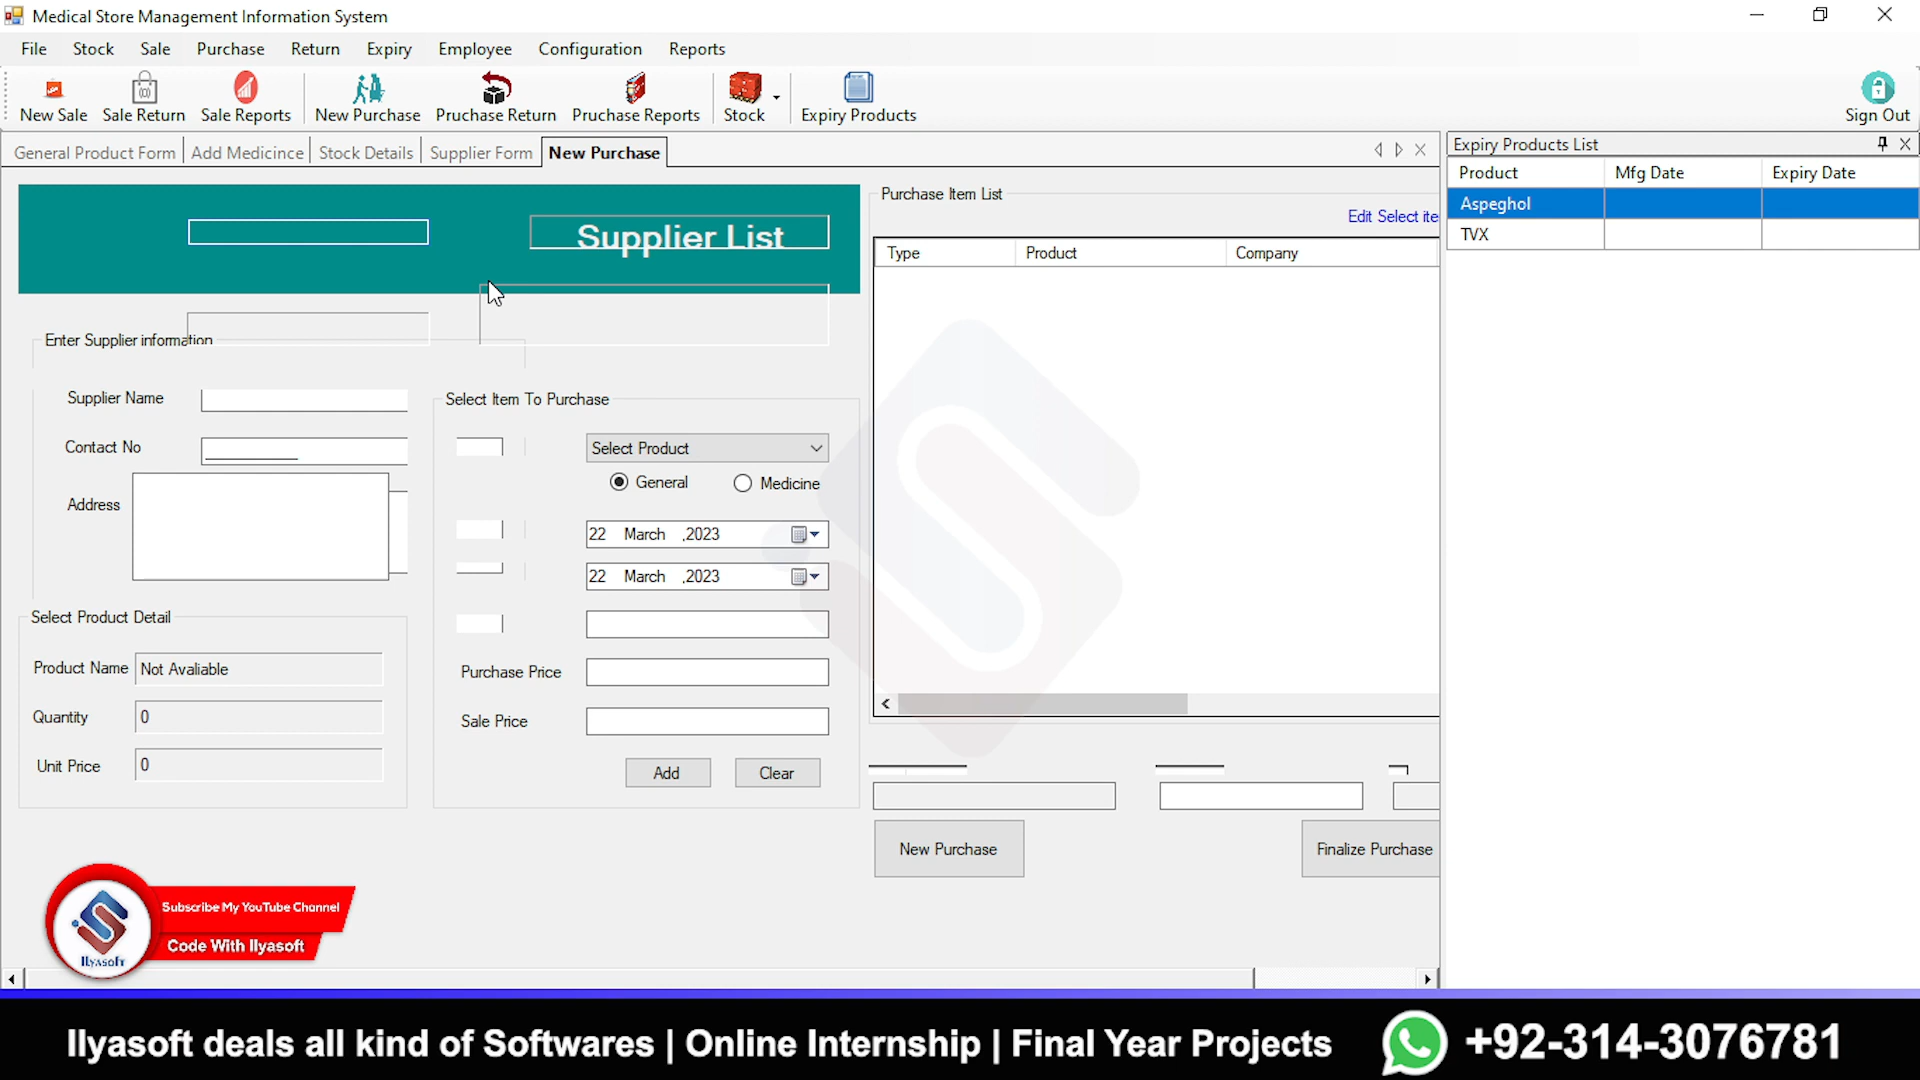 Medical Store Management Information System
File Stock Sale Purchase Return Expiry Employee Configuration Reports
New Sale Sale Return Sale Reports New Purchase Pruchase Return Pruchase Reports Stock Expiry Products Sign Out
General Product Form Add Medicince Stock Details Supplier Form New Purchase
Expiry Products List
Product Mfg Date Expiry Date
Aspeghol
TVX
Supplier List
Enter Supplier information
Supplier Name
Contact No
Address
Select Product Detail
Product Name Not Avaliable
Quantity 0
Unit Price 0
Select Item To Purchase
Select Product
General Medicine
22 March ,2023
22 March ,2023
Purchase Price
Sale Price
Add Clear
Purchase Item List
Edit Select ite
Type Product Company
New Purchase Finalize Purchase
Subscribe My YouTube Channel
Code With Ilyasoft
Ilyasoft
Ilyasoft deals all kind of Softwares | Online Internship | Final Year Projects +92-314-3076781